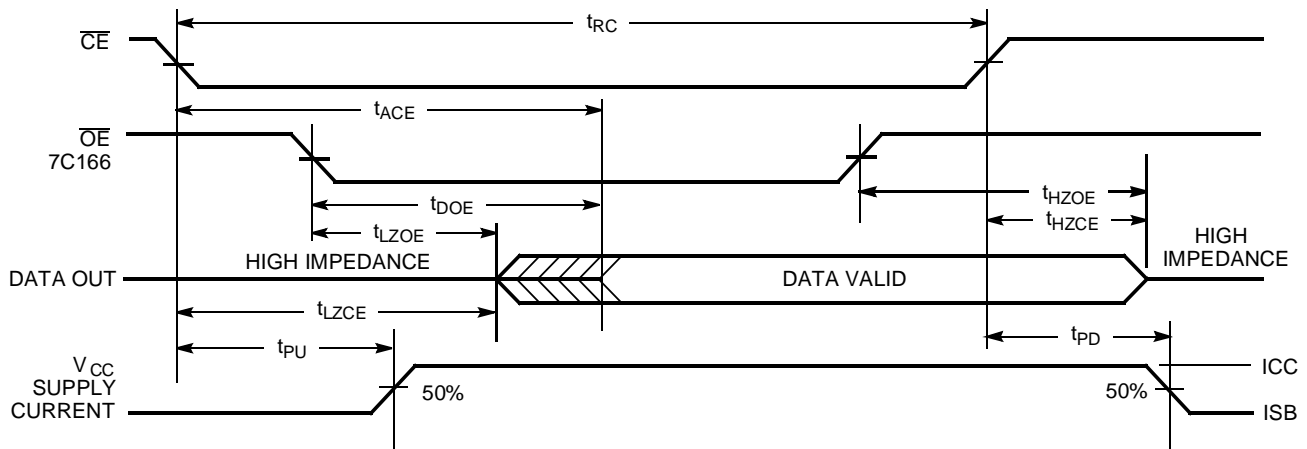 tRC
CE
tACE
OE
7C166
tDOE
tHZOE
tLZOE
tHZCE
HIGH IMPEDANCE
HIGH
IMPEDANCE
DATA OUT
DATA VALID
tLZCE
tPU
tPD
VCC
SUPPLY
CURRENT
50%
50%
ICC
ISB